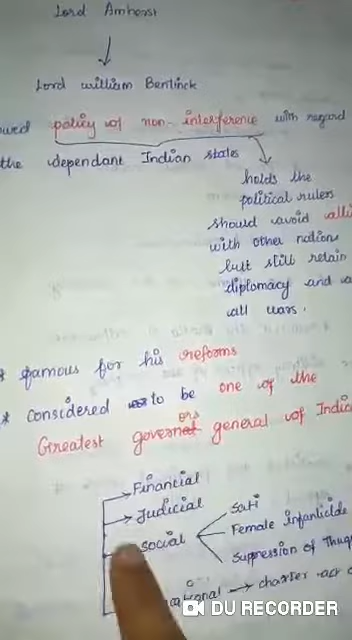 Lord Amherst
Lord William Bentinck
policy of non-interference with regard
the dependant Indian states
holds the
political rulers
should avoid
with other nations
but still retain
diplomacy and
all wars.
* famous for his reforms
* considered to be one of the
Greatest governors general of India
Financial
Judicial
Social
Sati
Female infanticide
Suppression of
→ charter act
DU RECORDER